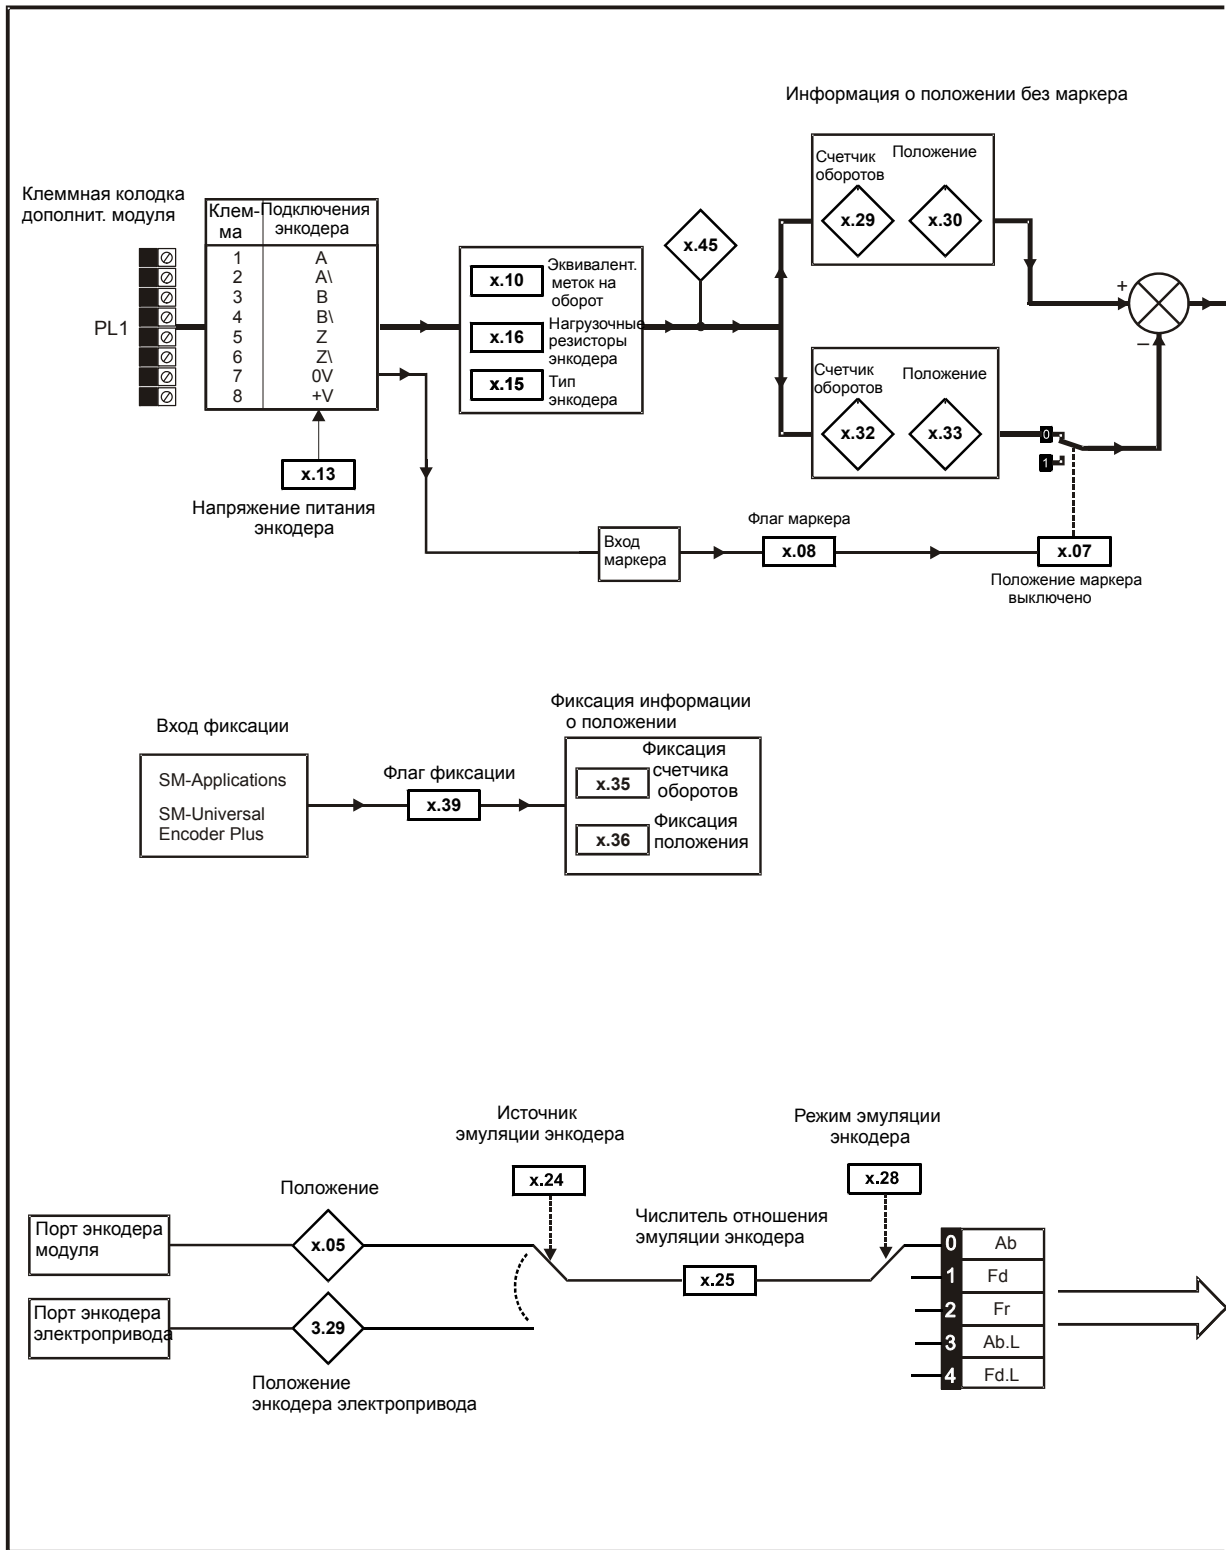 Информация о положении без маркера
Счетчик
оборотов
Положение
x.29
x.30
Клеммная колодка
дополнит. модуля
PL1
Клем-
ма
Подключения
энкодера
1 A
2 A\
3 B
4 B\
5 Z
6 Z\
7 0V
8 +V
x.13
Напряжение питания
энкодера
x.10
Эквивалент.
меток на
оборот
x.16
Нагрузочные
резисторы
энкодера
x.15
Тип
энкодера
x.45
+
–
Счетчик
оборотов
Положение
x.32
x.33
0
1
Вход
маркера
Флаг маркера
x.08
x.07
Положение маркера
выключено
Вход фиксации
SM-Applications
SM-Universal
Encoder Plus
Флаг фиксации
x.39
Фиксация информации
о положении
x.35
Фиксация
счетчика
оборотов
x.36
Фиксация
положения
Источник
эмуляции энкодера
x.24
Режим эмуляции
энкодера
x.28
Положение
Порт энкодера
модуля
x.05
Числитель отношения
эмуляции энкодера
x.25
Порт энкодера
электропривода
3.29
Положение
энкодера электропривода
0 Ab
1 Fd
2 Fr
3 Ab.L
4 Fd.L